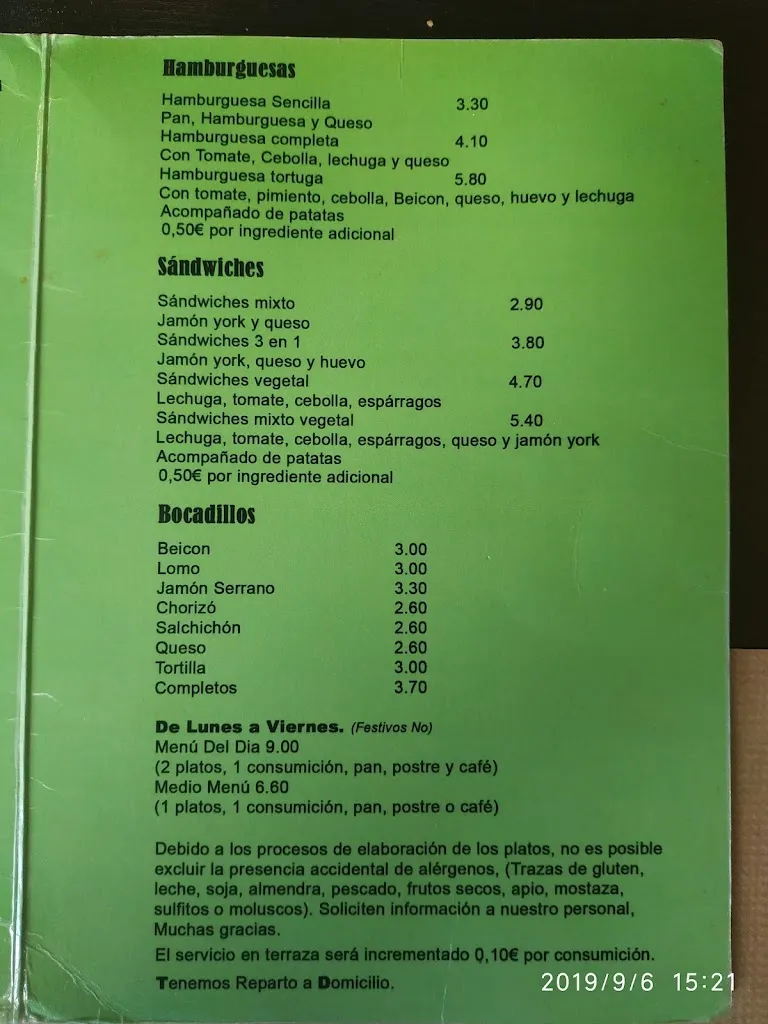 Hamburguesas
Hamburguesa Sencilla 3.30
Pan, Hamburguesa y Queso
Hamburguesa completa 4.10
Con Tomate, Cebolla, lechuga y queso
Hamburguesa tortuga 5.80
Con tomate, pimiento, cebolla, Beicon, queso, huevo y lechuga
Acompañado de patatas
0,50€ por ingrediente adicional
Sándwiches
Sándwiches mixto 2.90
Jamón york y queso
Sándwiches 3 en 1 3.80
Jamón york, queso y huevo
Sándwiches vegetal 4.70
Lechuga, tomate, cebolla, espárragos
Sándwiches mixto vegetal 5.40
Lechuga, tomate, cebolla, espárragos, queso y jamón york
Acompañado de patatas
0,50€ por ingrediente adicional
Bocadillos
Beicon 3.00
Lomo 3.00
Jamón Serrano 3.30
Chorizó 2.60
Salchichón 2.60
Queso 2.60
Tortilla 3.00
Completos 3.70
De Lunes a Viernes. (Festivos No)
Menú Del Dia 9.00
(2 platos, 1 consumición, pan, postre y café)
Medio Menú 6.60
(1 platos, 1 consumición, pan, postre o café)
Debido a los procesos de elaboración de los platos, no es posible
excluir la presencia accidental de alérgenos, (Trazas de gluten,
leche, soja, almendra, pescado, frutos secos, apio, mostaza,
sulfitos o moluscos). Soliciten información a nuestro personal,
Muchas gracias.
El servicio en terraza será incrementado 0,10€ por consumición.
Tenemos Reparto a Domicilio.
2019/9/6 15:21